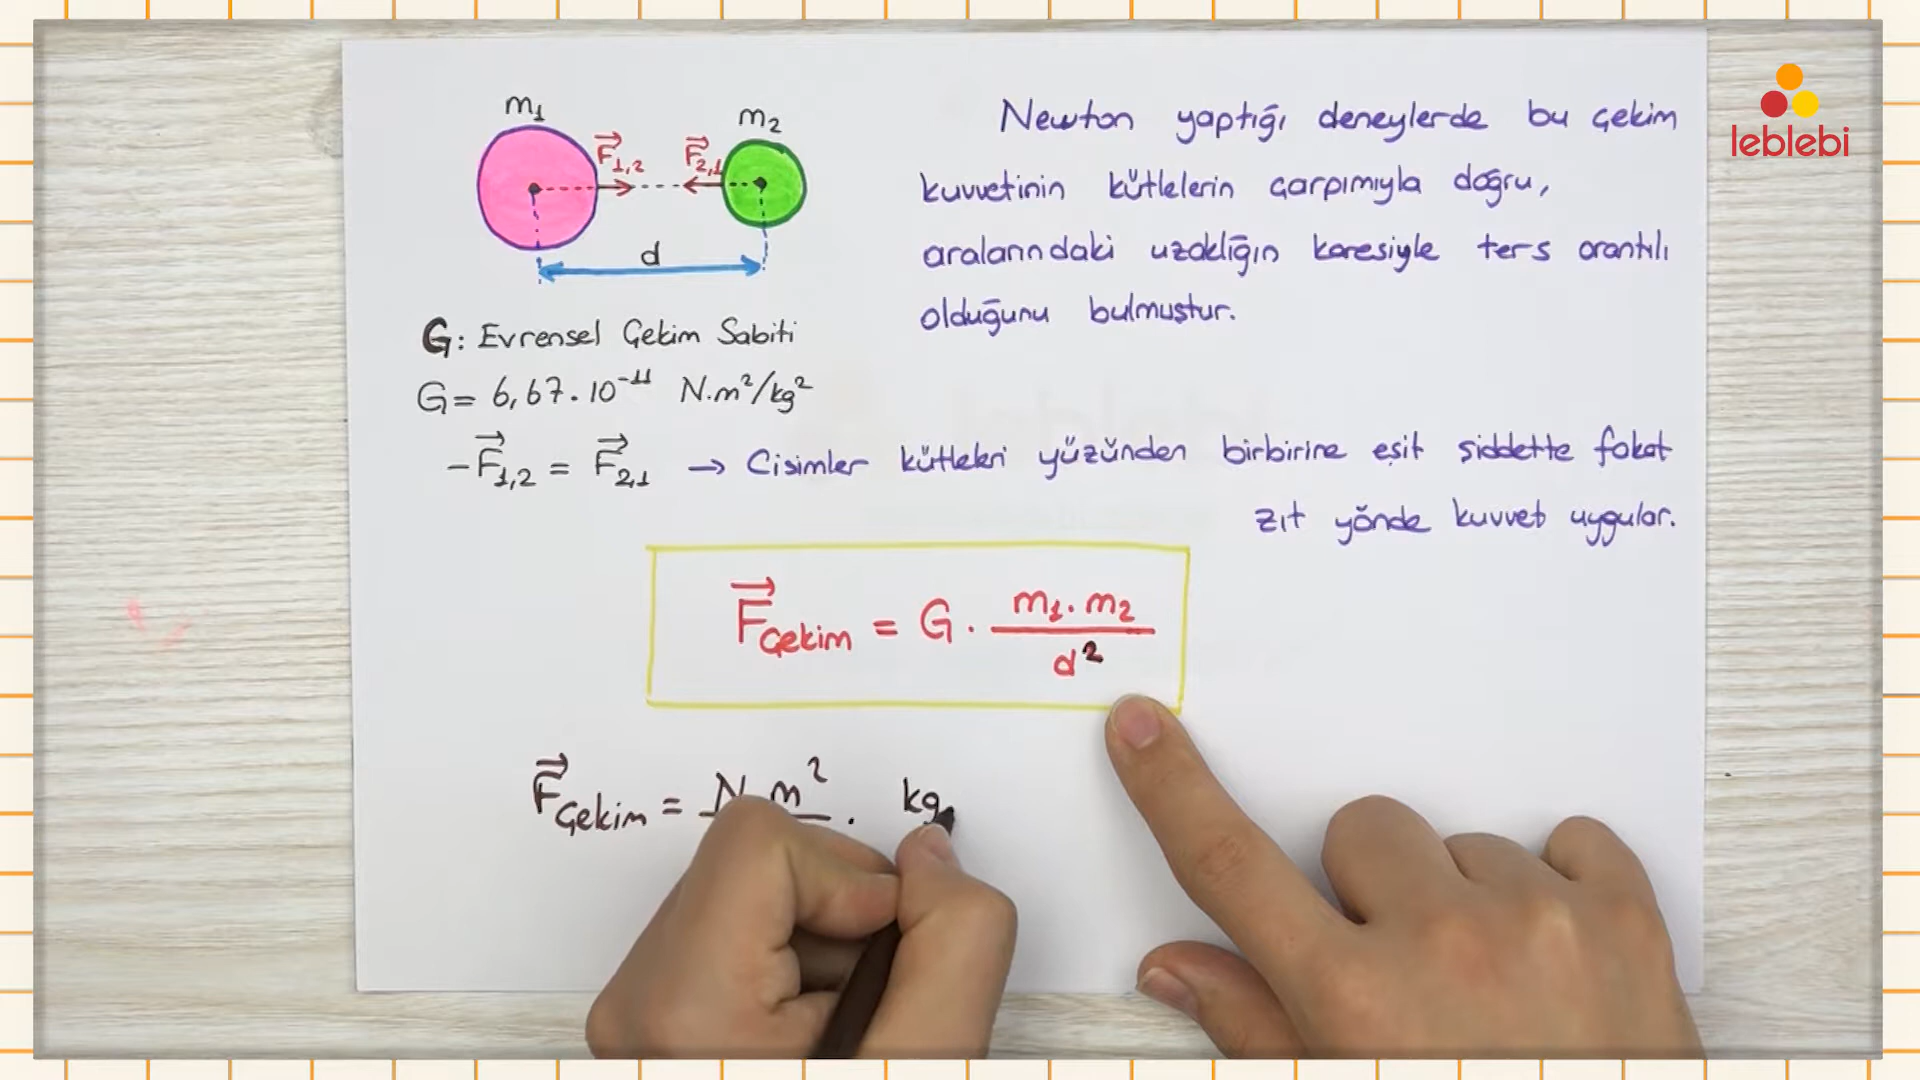 m₁
m₂
F₁,₂
F₂,₁
d
Newton yaptığı deneylerde bu çekim
kuvvetinin kütlelerin çarpımıyla doğru,
aralarındaki uzaklığın karesiyle ters orantılı
olduğunu bulmuştur.
G: Evrensel Çekim Sabiti
G = 6,67.10⁻¹¹ N.m²/kg²
-F₁,₂ = F₂,₁ → Cisimler kütleleri yüzünden birbirine eşit şiddette fakat
zıt yönde kuvvet uygular.
F çekim = G . m₁.m₂ / d²
F çekim = N m² . kg
leblebi